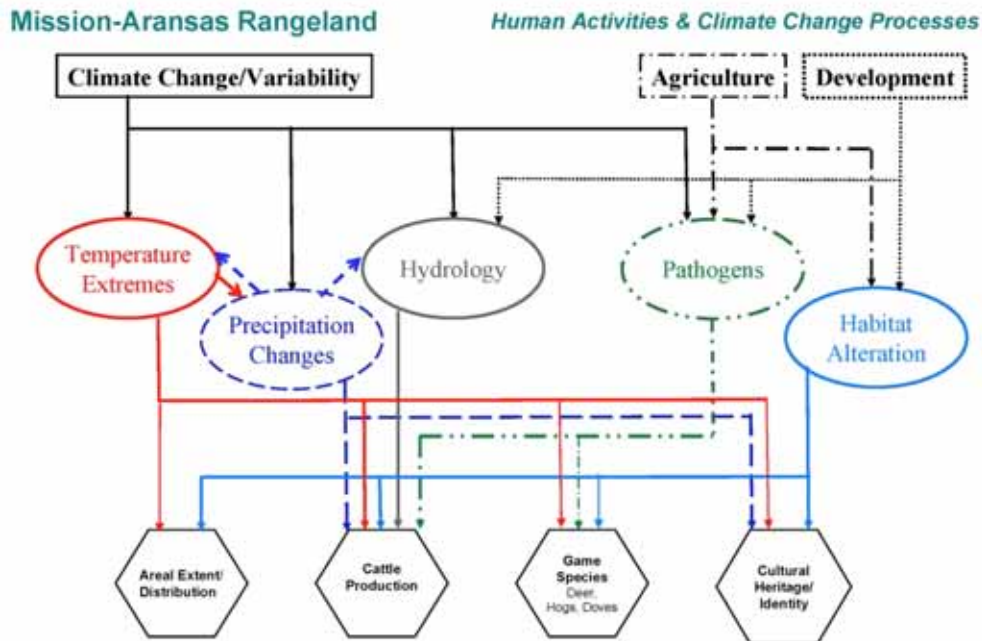 Mission-Aransas Rangeland
Human Activities & Climate Change Processes
Climate Change/Variability
Agriculture
Development
Temperature
Extremes
Hydrology
Pathogens
Precipitation
Changes
Habitat
Alteration
Areal Extent/
Distribution
Cattle
Production
Game
Species
Deer,
Hogs, Doves
Cultural
Heritage/
Identity